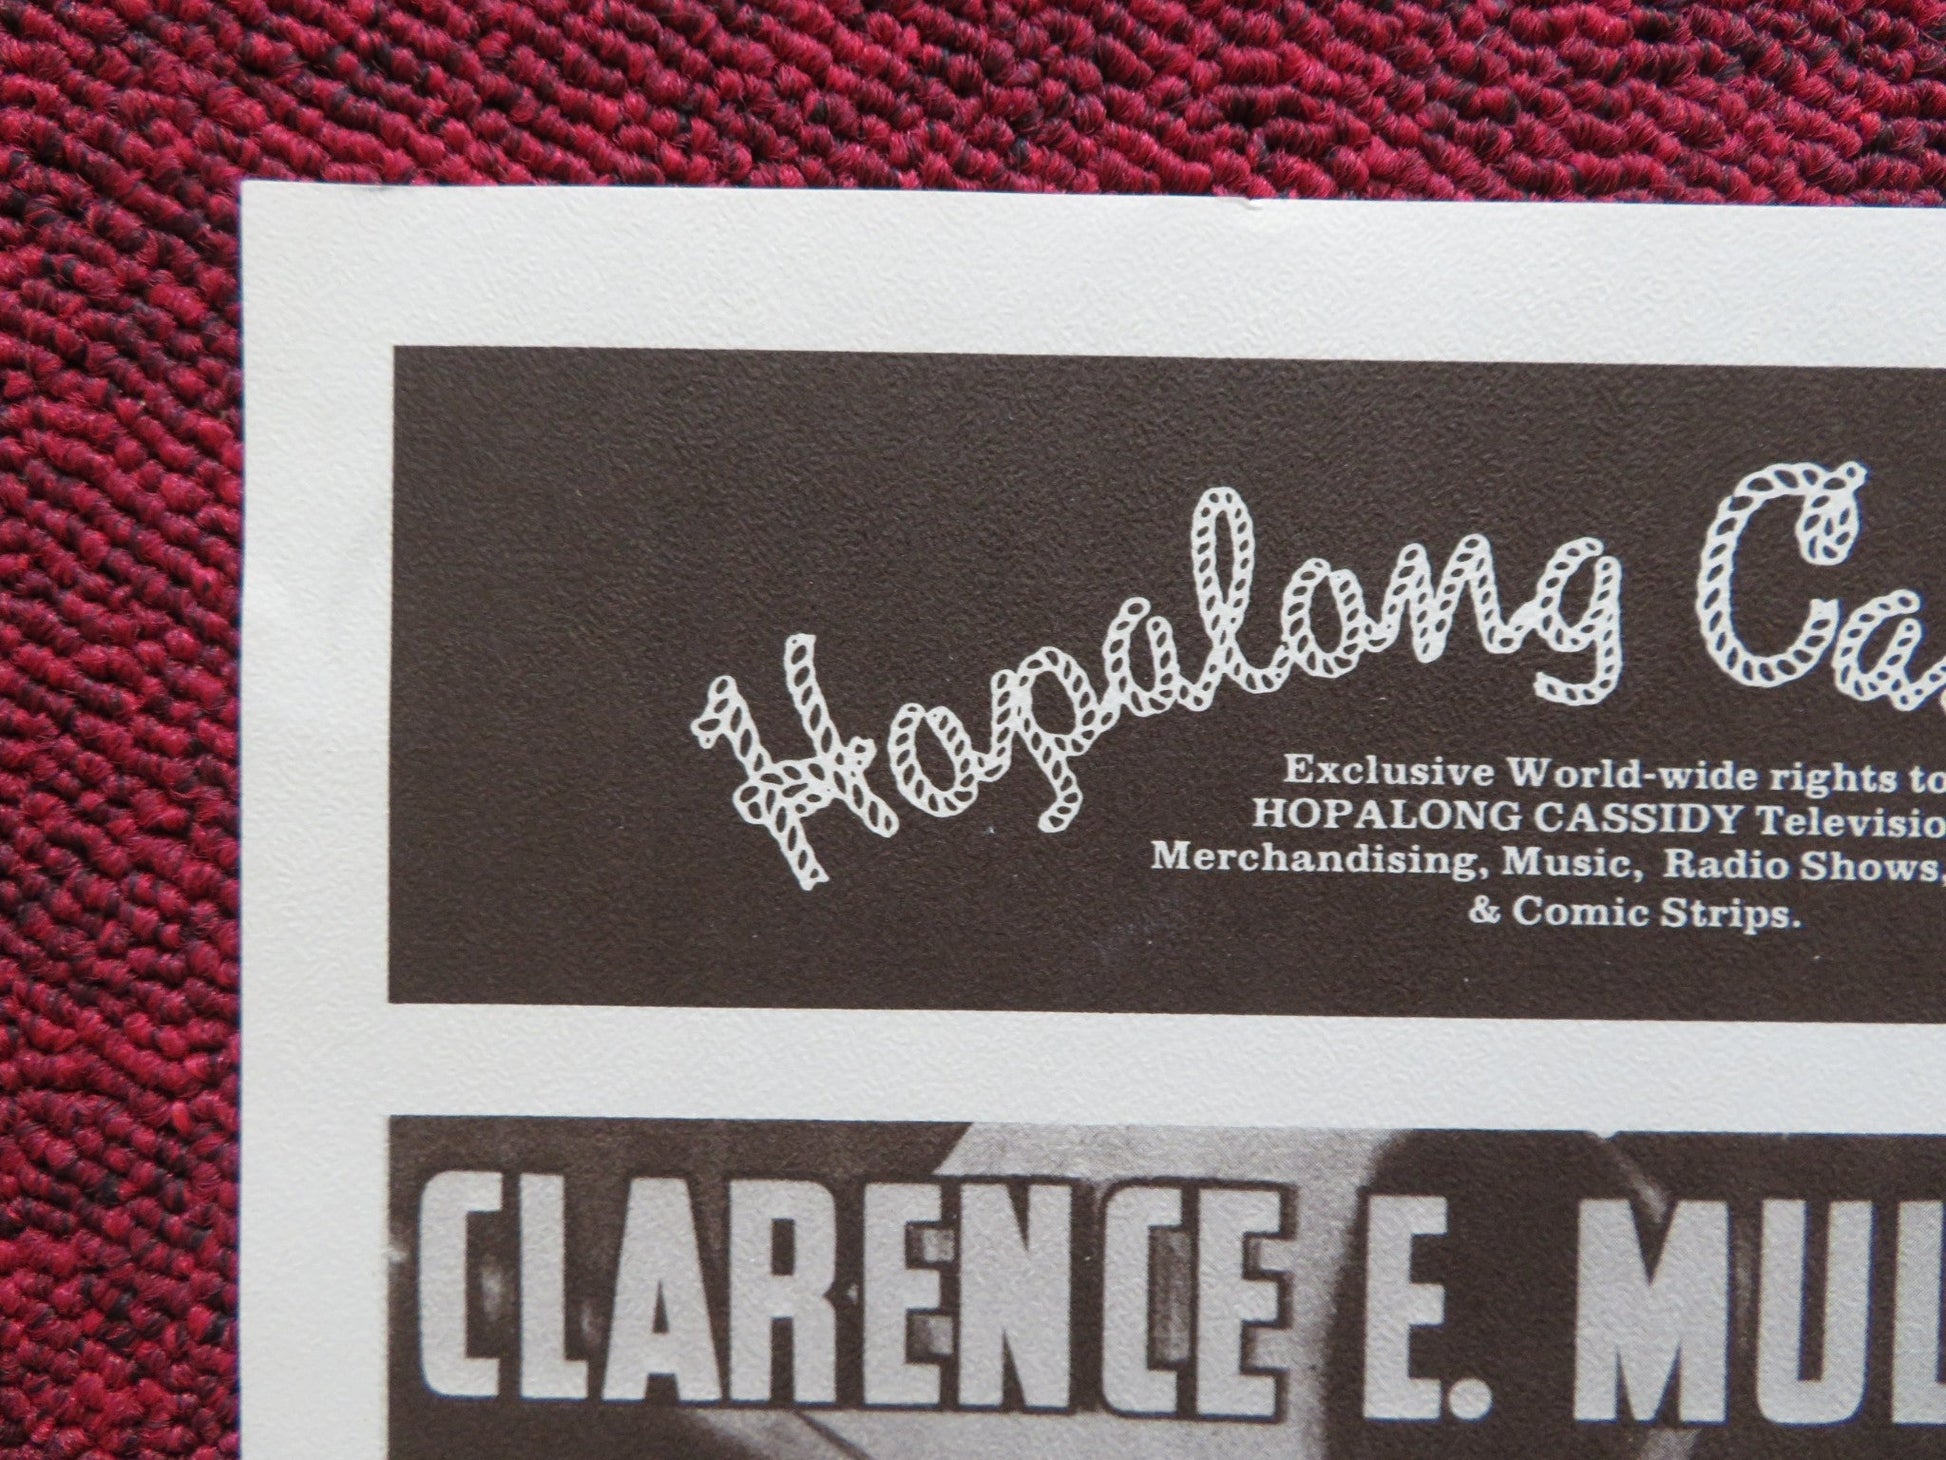 Hopalong Ca
Exclusive World-wide rights to
HOPALONG CASSIDY Televisio
Merchandising, Music, Radio Shows,
& Comic Strips.
CLARENCE E. MUL